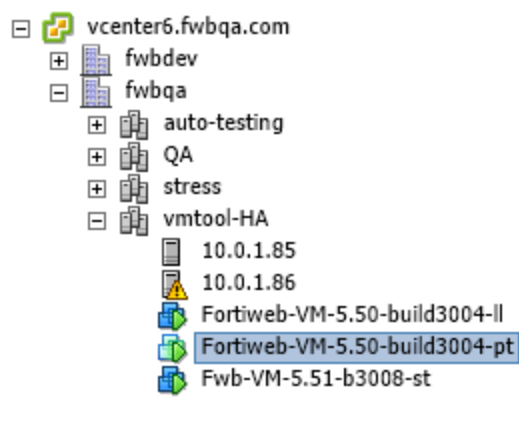 vcenter6.fwbqa.com
fwbdev
fwbqa
auto-testing
QA
stress
vmtool-HA
10.0.1.85
10.0.1.86
Fortiweb-VM-5.50-build3004-ll
Fortiweb-VM-5.50-build3004-pt
Fwb-VM-5.51-b3008-st